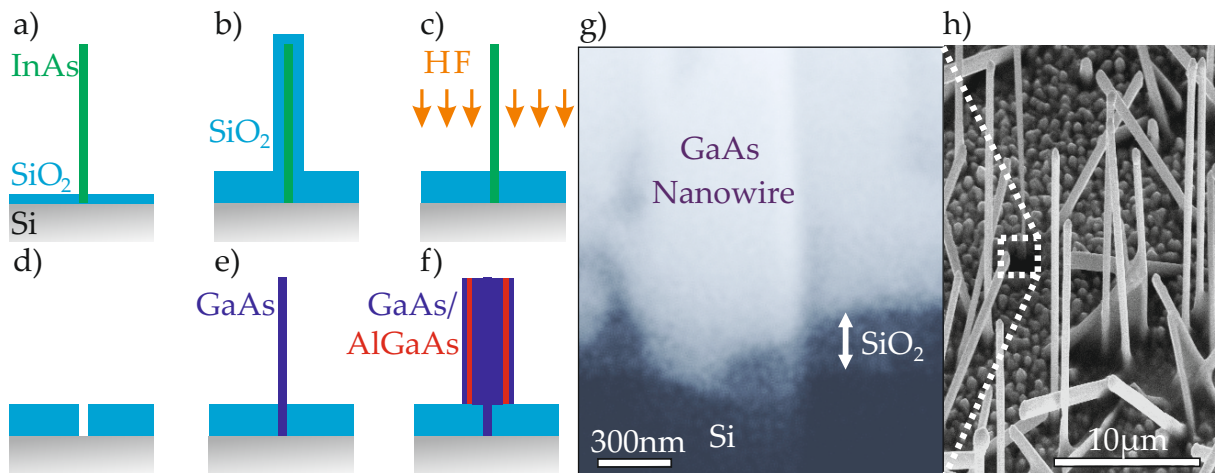 a)
InAs
SiO₂
Si
b)
SiO₂
c)
HF
d)
e)
GaAs
f)
GaAs/
AlGaAs
g)
GaAs
Nanowire
SiO₂
Si
300nm
h)
10μm